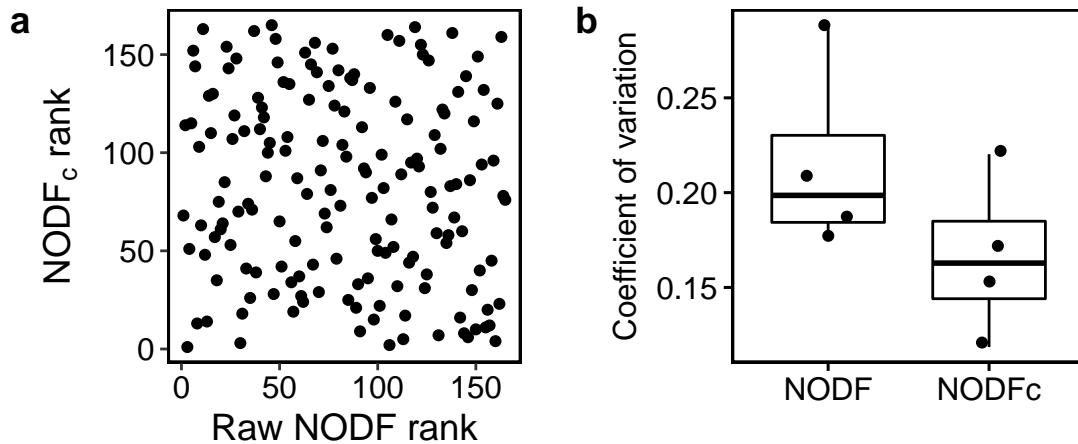 a
NODFc rank
150
100
50
0
0 50 100 150
Raw NODF rank
b
Coefficient of variation
0.25
0.20
0.15
NODF NODFc